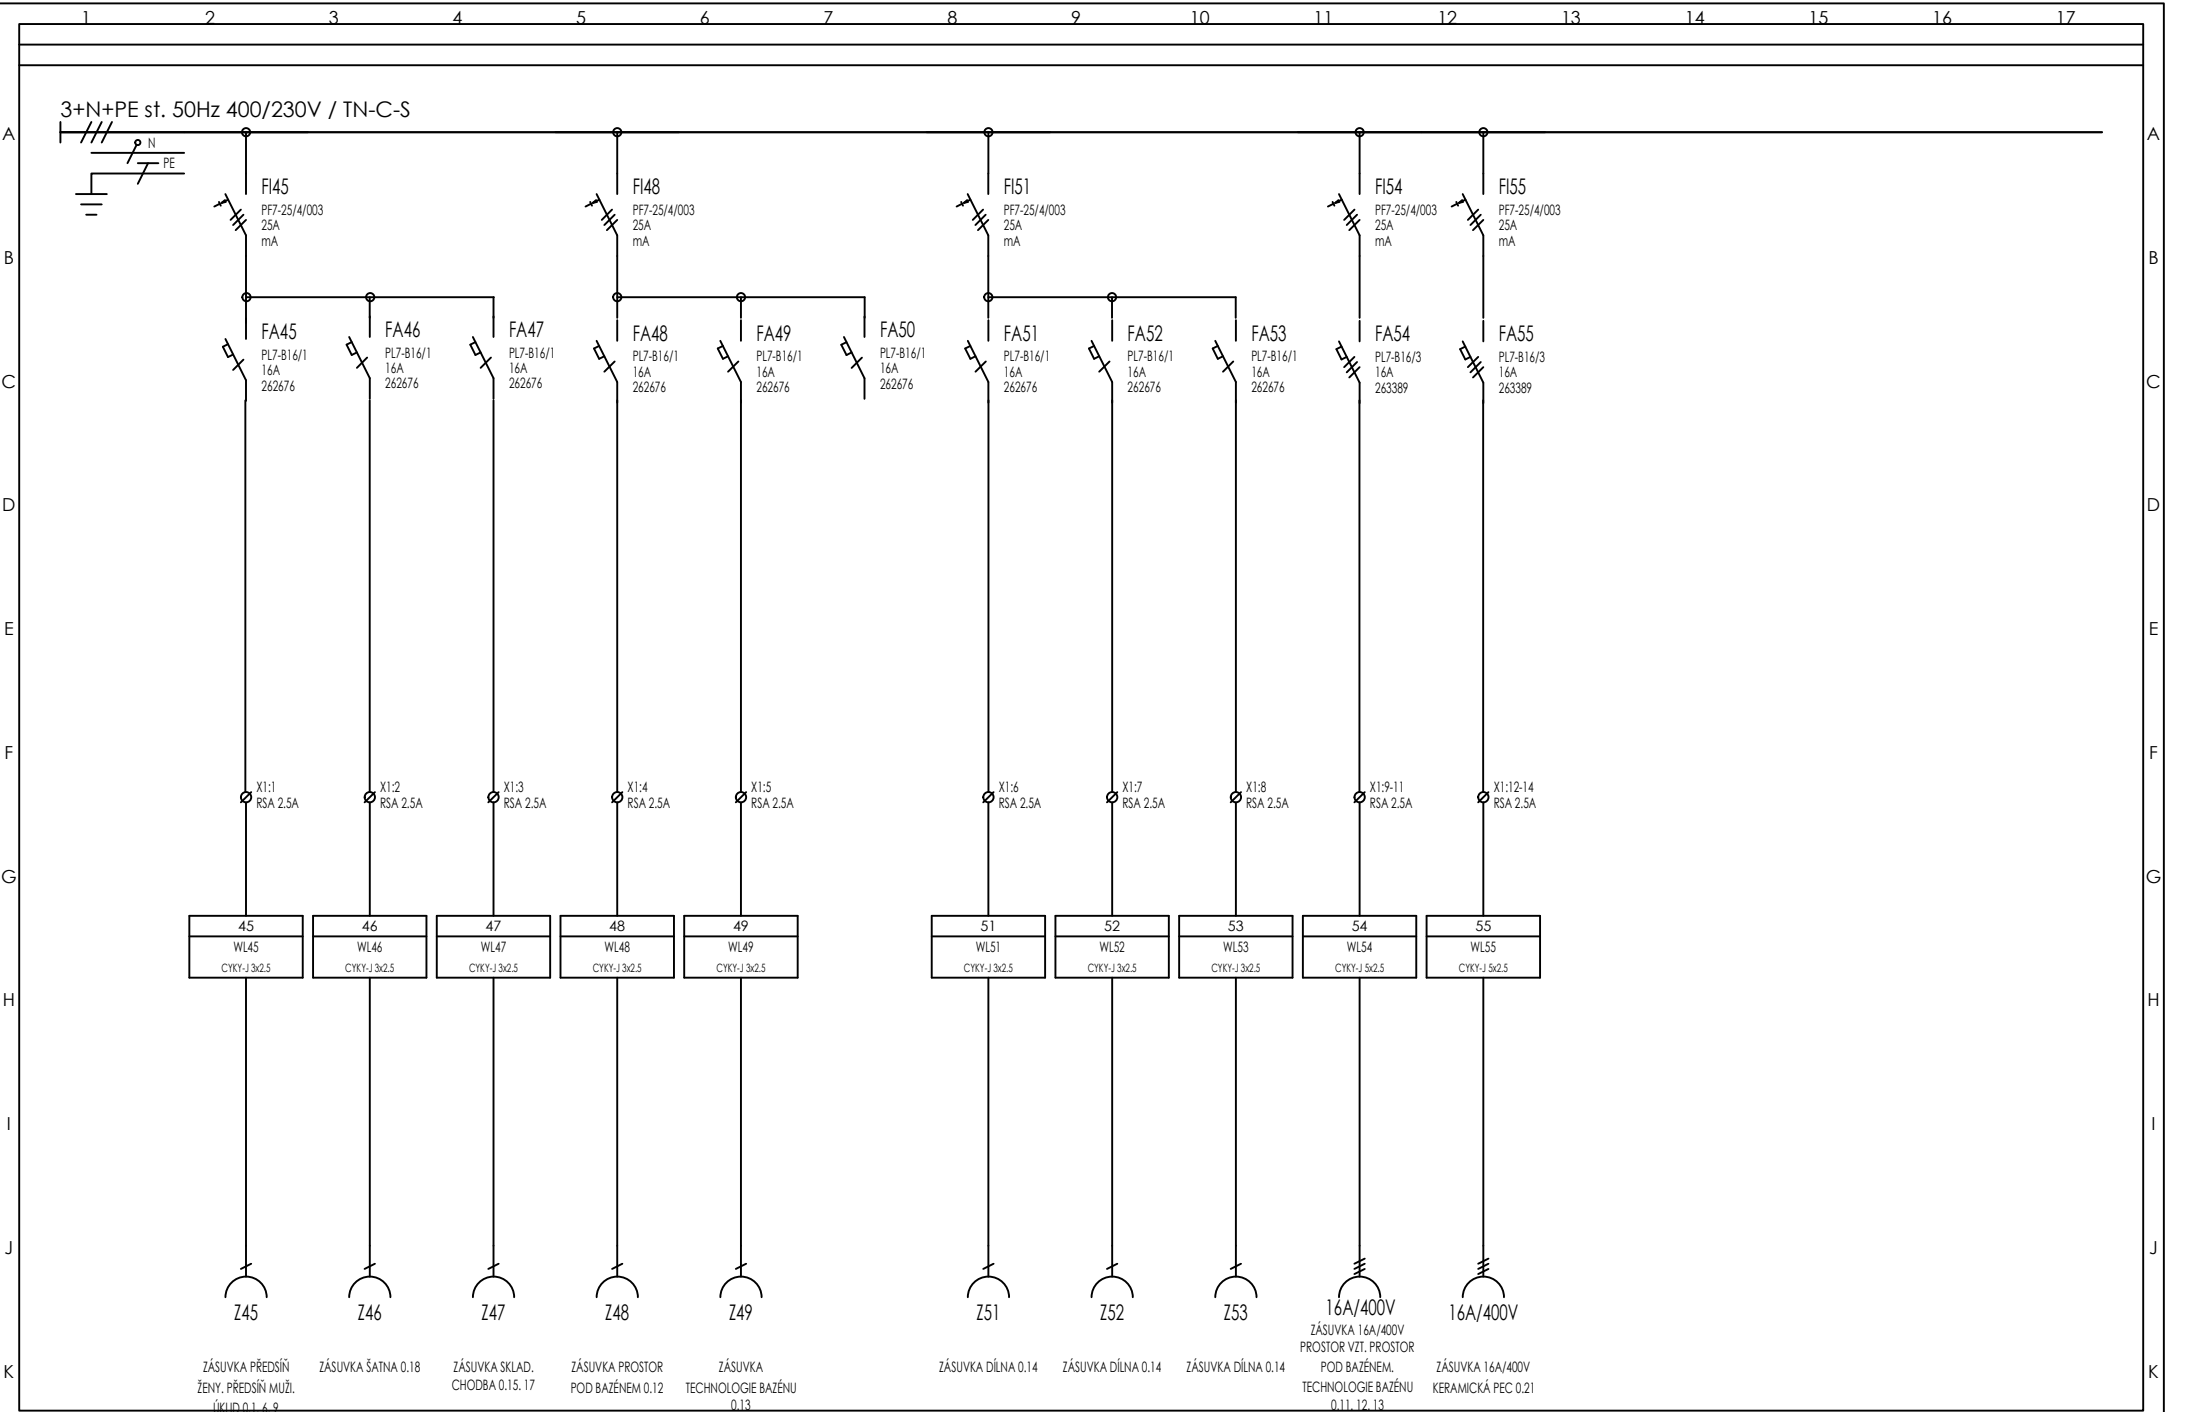 1 2 3 4 5 6 7 8 9 10 11 12 13 14 15 16 17
3+N+PE st. 50Hz 400/230V / TN-C-S
A A
N
PE
FI45 FI48 FI51 FI54 FI55
PF7-25/4/003 PF7-25/4/003 PF7-25/4/003 PF7-25/4/003 PF7-25/4/003
25A 25A 25A 25A 25A
mA mA mA mA mA
B B
FA45 FA46 FA47 FA48 FA49 FA50 FA51 FA52 FA53 FA54 FA55
PL7-B16/1 PL7-B16/1 PL7-B16/1 PL7-B16/1 PL7-B16/1 PL7-B16/1 PL7-B16/1 PL7-B16/1 PL7-B16/1 PL7-B16/3 PL7-B16/3
16A 16A 16A 16A 16A 16A 16A 16A 16A 16A 16A
262676 262676 262676 262676 262676 262676 262676 262676 262676 263389 263389
C C
D D
E E
F F
X1:1 X1:2 X1:3 X1:4 X1:5 X1:6 X1:7 X1:8 X1:9-11 X1:12-14
RSA 2.5A RSA 2.5A RSA 2.5A RSA 2.5A RSA 2.5A RSA 2.5A RSA 2.5A RSA 2.5A RSA 2.5A RSA 2.5A
G G
45 46 47 48 49 51 52 53 54 55
WL45 WL46 WL47 WL48 WL49 WL51 WL52 WL53 WL54 WL55
CYKY-J 3x2.5 CYKY-J 3x2.5 CYKY-J 3x2.5 CYKY-J 3x2.5 CYKY-J 3x2.5 CYKY-J 3x2.5 CYKY-J 3x2.5 CYKY-J 3x2.5 CYKY-J 5x2.5 CYKY-J 5x2.5
H H
I I
J J
Z45 Z46 Z47 Z48 Z49 Z51 Z52 Z53 16A/400V 16A/400V
K K
ZÁSUVKA PŘEDSÍŇ
ŽENY. PŘEDSÍŇ MUŽI.
ÚKLID 0.1. 6. 9
ZÁSUVKA ŠATNA 0.18
ZÁSUVKA SKLAD.
CHODBA 0.15. 17
ZÁSUVKA PROSTOR
POD BAZÉNEM 0.12
ZÁSUVKA
TECHNOLOGIE BAZÉNU
0.13
ZÁSUVKA DÍLNA 0.14
ZÁSUVKA DÍLNA 0.14
ZÁSUVKA DÍLNA 0.14
ZÁSUVKA 16A/400V
PROSTOR VZT. PROSTOR
POD BAZÉNEM.
TECHNOLOGIE BAZÉNU
0.11. 12. 13
ZÁSUVKA 16A/400V
KERAMICKÁ PEC 0.21